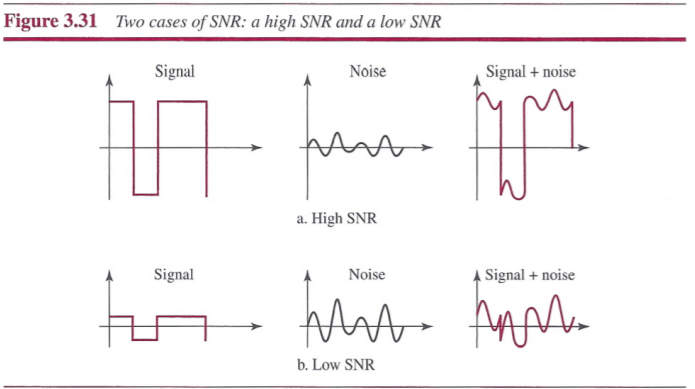 Figure 3.31 Two cases of SNR: a high SNR and a low SNR
Signal Noise Signal + noise
a. High SNR
Signal Noise Signal + noise
b. Low SNR